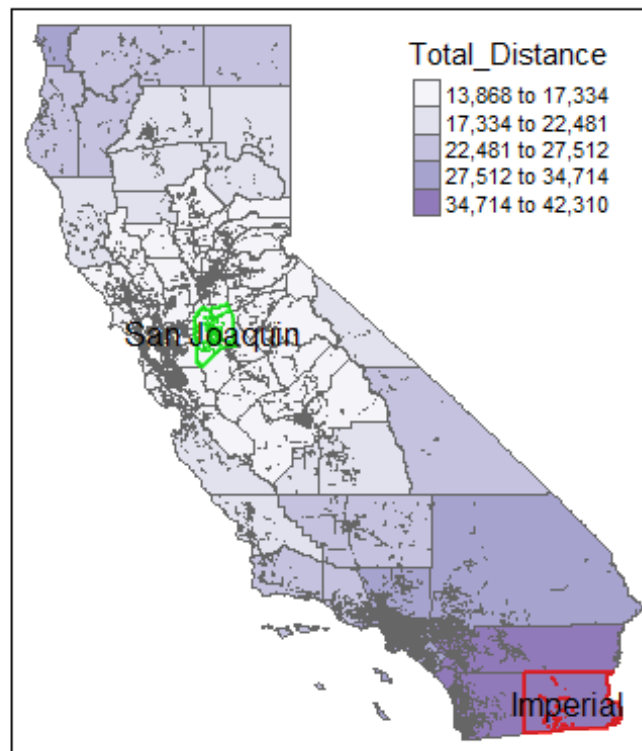 Total_Distance
13,868 to 17,334
17,334 to 22,481
22,481 to 27,512
27,512 to 34,714
34,714 to 42,310
San Joaquin
Imperial